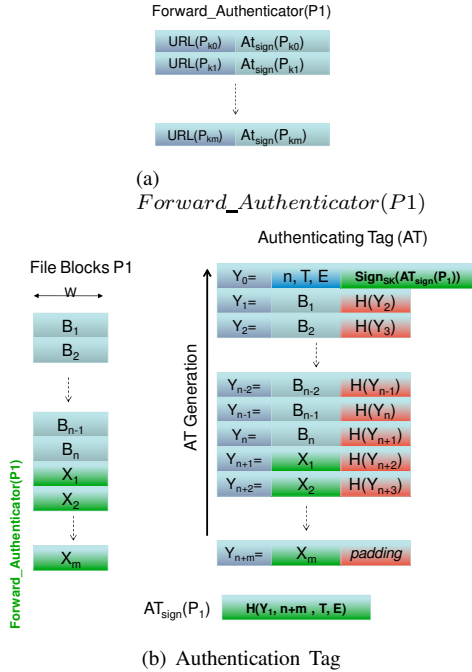 Forward_Authenticator(P1)
URL(Pk0) Atsign(Pk0)
URL(Pk1) Atsign(Pk1)
URL(Pkm) Atsign(Pkm)
(a)
Forward_Authenticator(P1)
Authenticating Tag (AT)
File Blocks P1
W
B1
B2
Bn-1
Bn
X1
X2
Xm
Forward_Authenticator(P1)
AT Generation
Y0= n, T, E SignSK(ATsign(P1))
Y1= B1 H(Y2)
Y2= B2 H(Y3)
Yn-2= Bn-2 H(Yn-1)
Yn-1= Bn-1 H(Yn)
Yn= Bn H(Yn+1)
Yn+1= X1 H(Yn+2)
Yn+2= X2 H(Yn+3)
Yn+m= Xm padding
ATsign(P1) H(Y1, n+m , T, E)
(b) Authentication Tag